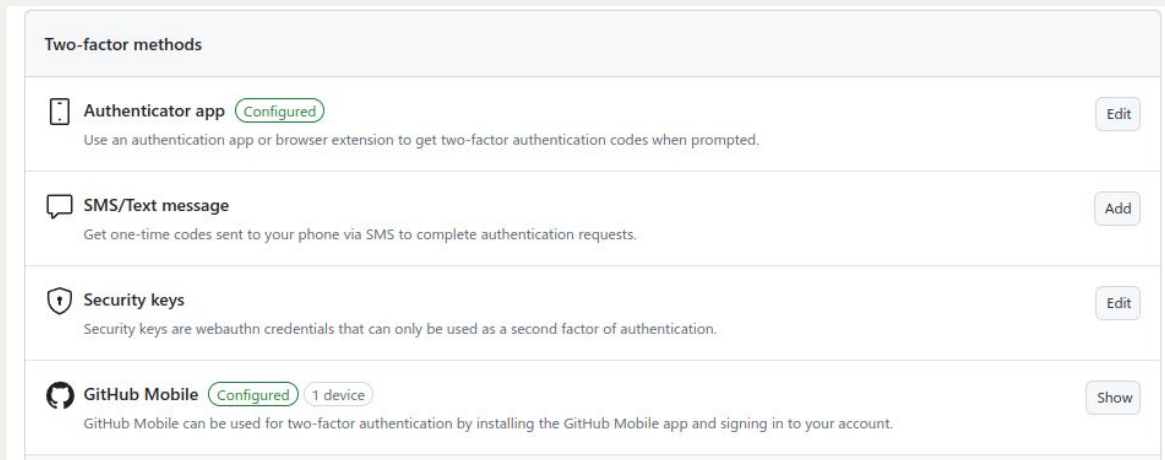 Two-factor methods
Authenticator app Configured
Edit
Use an authentication app or browser extension to get two-factor authentication codes when prompted.
SMS/Text message
Add
Get one-time codes sent to your phone via SMS to complete authentication requests.
Security keys
Edit
Security keys are webauthn credentials that can only be used as a second factor of authentication.
GitHub Mobile Configured 1 device
Show
GitHub Mobile can be used for two-factor authentication by installing the GitHub Mobile app and signing in to your account.